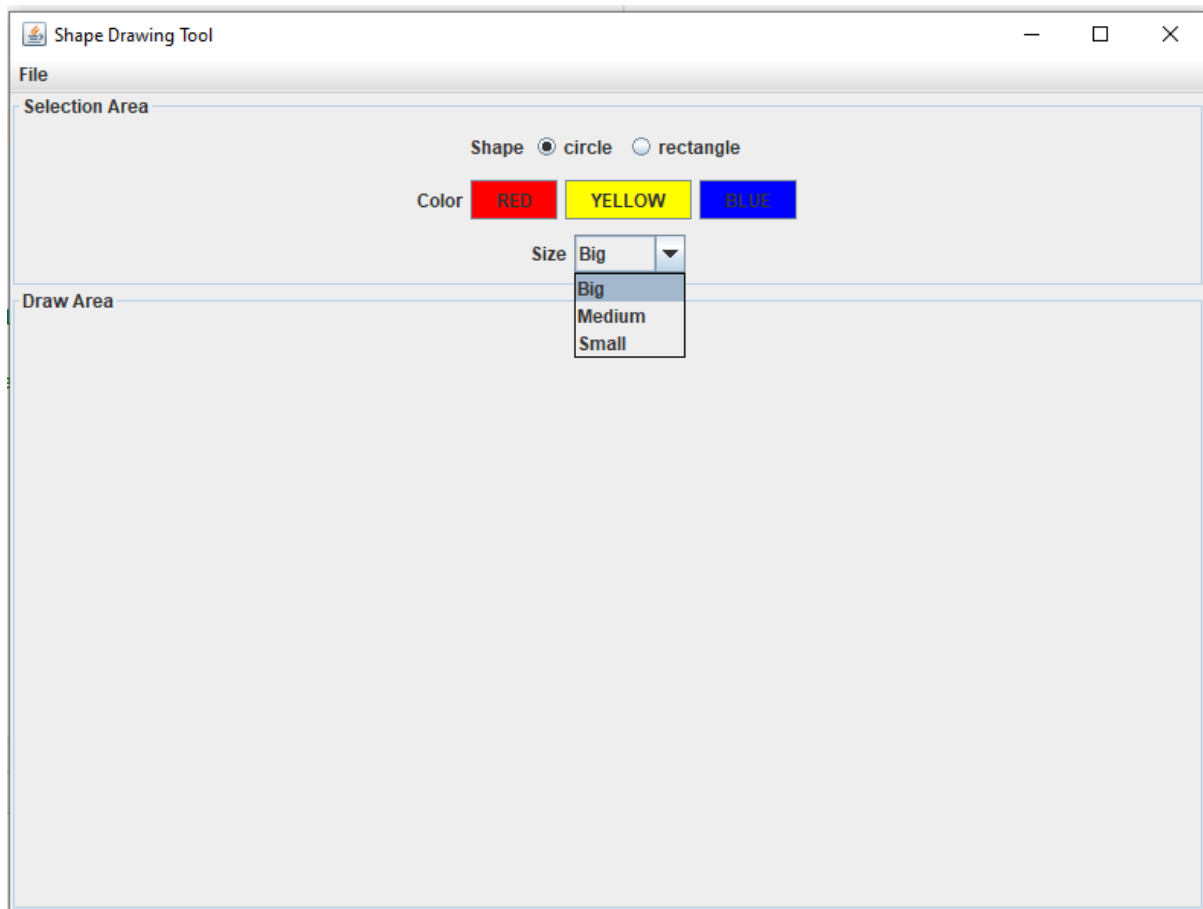 Shape Drawing Tool
File
Selection Area
Shape circle rectangle
Color RED YELLOW BLUE
Size Big
Big
Draw Area
Medium
Small